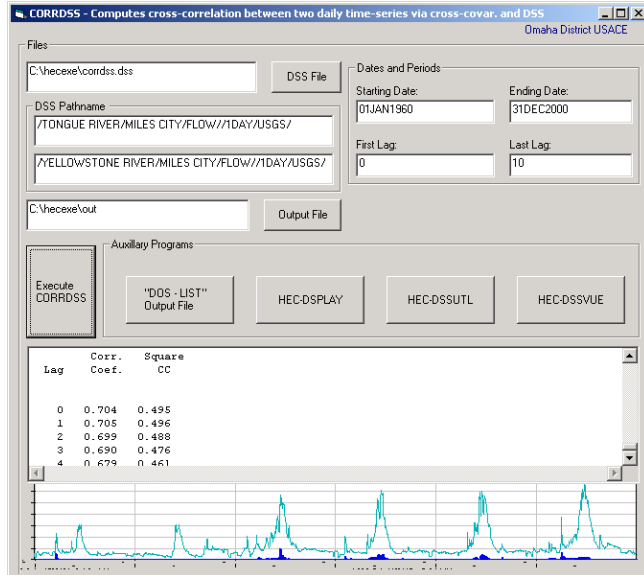 CORRDSS - Computes cross-correlation between two daily time-series via cross-covar. and DSS
Omaha District USACE
Files
C:\hecexe\corrdss.dss
DSS File
DSS Pathname
/TONGUE RIVER/MILES CITY/FLOW//1DAY/USGS/
/YELLOWSTONE RIVER/MILES CITY/FLOW//1DAY/USGS/
Dates and Periods
Starting Date:
Ending Date:
01JAN1960
31DEC2000
First Lag:
Last Lag:
0
10
C:\hecexe\out
Output File
Execute
CORRDSS
Auxillary Programs
"DOS - LIST"
Output File
HEC-DSPLAY
HEC-DSSUTL
HEC-DSSVUE
Corr. Square
Lag Coef. CC
0 0.704 0.495
1 0.705 0.496
2 0.699 0.488
3 0.690 0.476
4 0.679 0.461